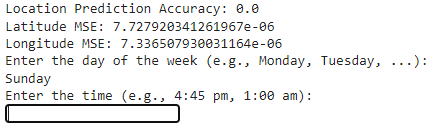 Location Prediction Accuracy: 0.0
Latitude MSE: 7.727920341261967e-06
Longitude MSE: 7.336507930031164e-06
Enter the day of the week (e.g., Monday, Tuesday, ...):
Sunday
Enter the time (e.g., 4:45 pm, 1:00 am):